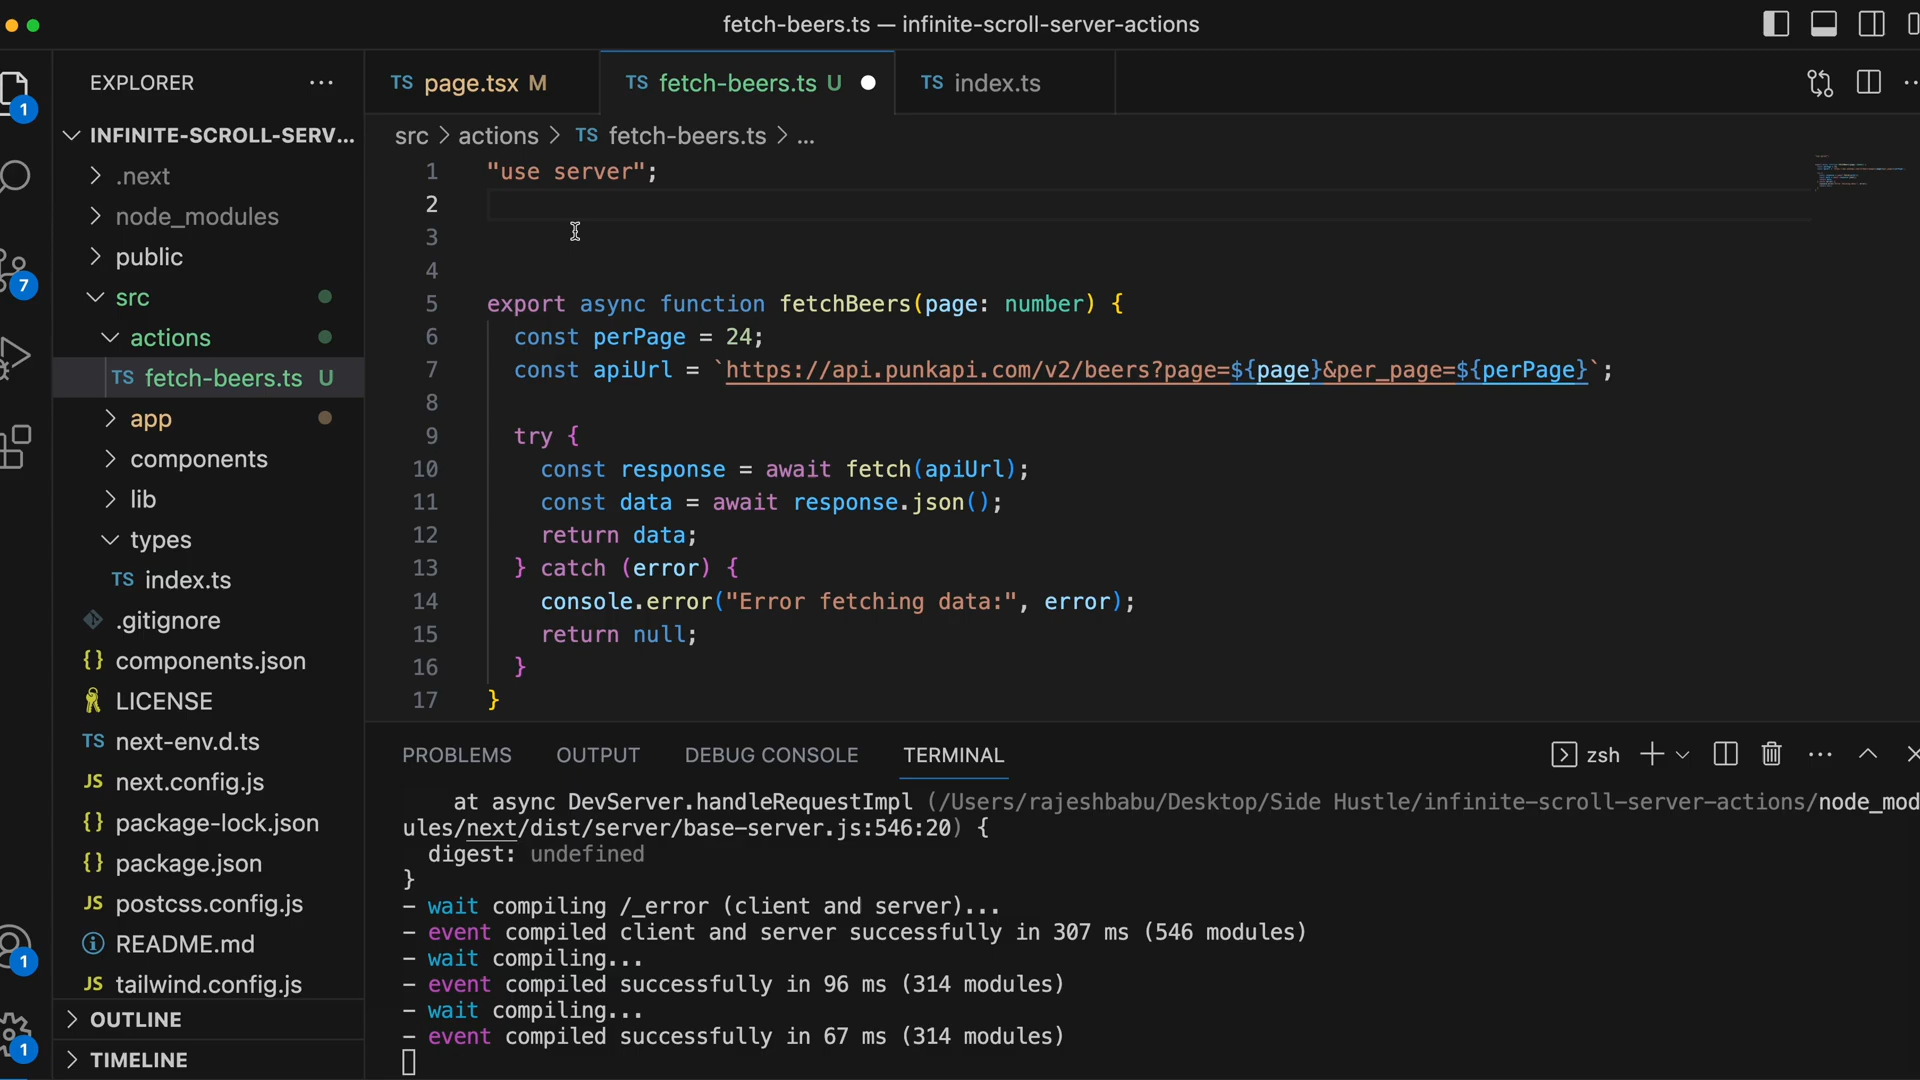 fetch-beers.ts — infinite-scroll-server-actions
EXPLORER
TS page.tsx M
TS fetch-beers.ts U
TS index.ts
1
INFINITE-SCROLL-SERV...
src > actions > TS fetch-beers.ts > ...
.next
node_modules
public
7
src
actions
TS fetch-beers.ts U
app
components
lib
types
TS index.ts
.gitignore
{} components.json
LICENSE
TS next-env.d.ts
JS next.config.js
{} package-lock.json
{} package.json
JS postcss.config.js
README.md
1
JS tailwind.config.js
OUTLINE
1
TIMELINE
1 "use server";
2
3
4
5 export async function fetchBeers(page: number) {
6 const perPage = 24;
7 const apiUrl = `https://api.punkapi.com/v2/beers?page=${page}&per_page=${perPage}`;
8
9 try {
10 const response = await fetch(apiUrl);
11 const data = await response.json();
12 return data;
13 } catch (error) {
14 console.error("Error fetching data:", error);
15 return null;
16 }
17 }
PROBLEMS OUTPUT DEBUG CONSOLE TERMINAL
zsh
at async DevServer.handleRequestImpl (/Users/rajeshbabu/Desktop/Side Hustle/infinite-scroll-server-actions/node_mod
ules/next/dist/server/base-server.js:546:20) {
digest: undefined
}
- wait compiling /_error (client and server)...
- event compiled client and server successfully in 307 ms (546 modules)
- wait compiling...
- event compiled successfully in 96 ms (314 modules)
- wait compiling...
- event compiled successfully in 67 ms (314 modules)